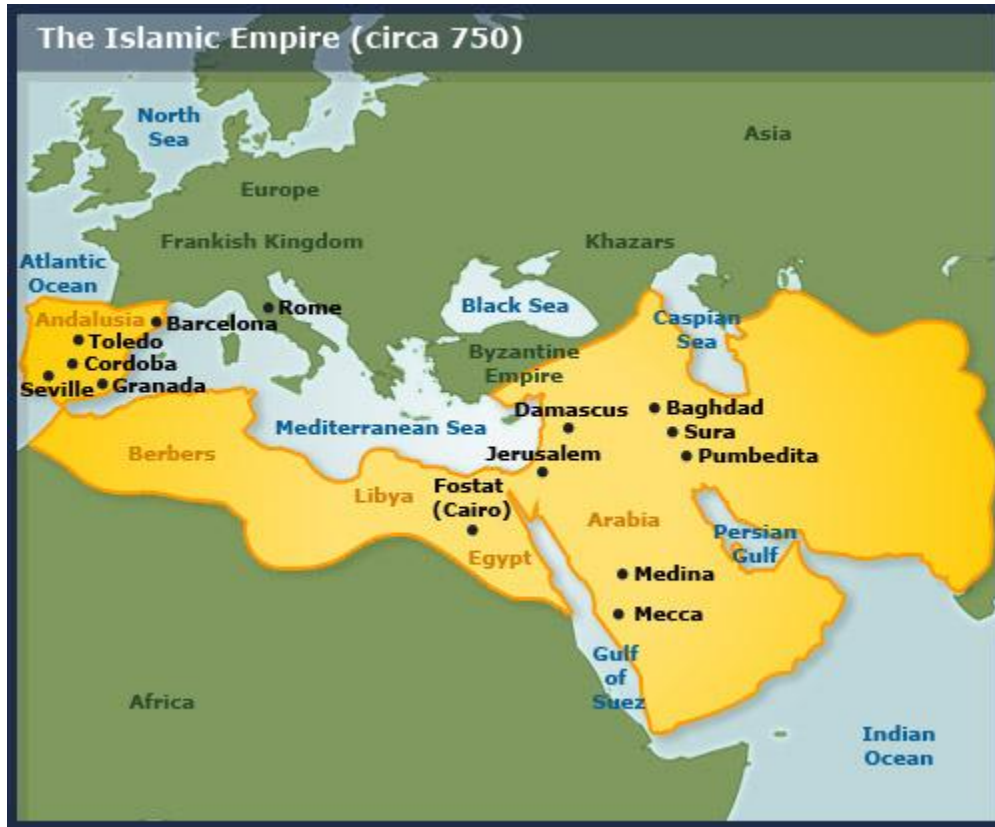 The Islamic Empire (circa 750)
North
Sea
Asia
Europe
Frankish Kingdom
Khazars
Atlantic
Ocean
Rome
Black Sea
Caspian
Sea
Andalusia
Barcelona
Toledo
Cordoba
Seville
Granada
Byzantine
Empire
Damascus
Baghdad
Mediterranean Sea
Sura
Berbers
Jerusalem
Pumbedita
Libya
Fostat
(Cairo)
Arabia
Persian
Gulf
Egypt
Medina
Mecca
Gulf
of
Suez
Africa
Indian
Ocean